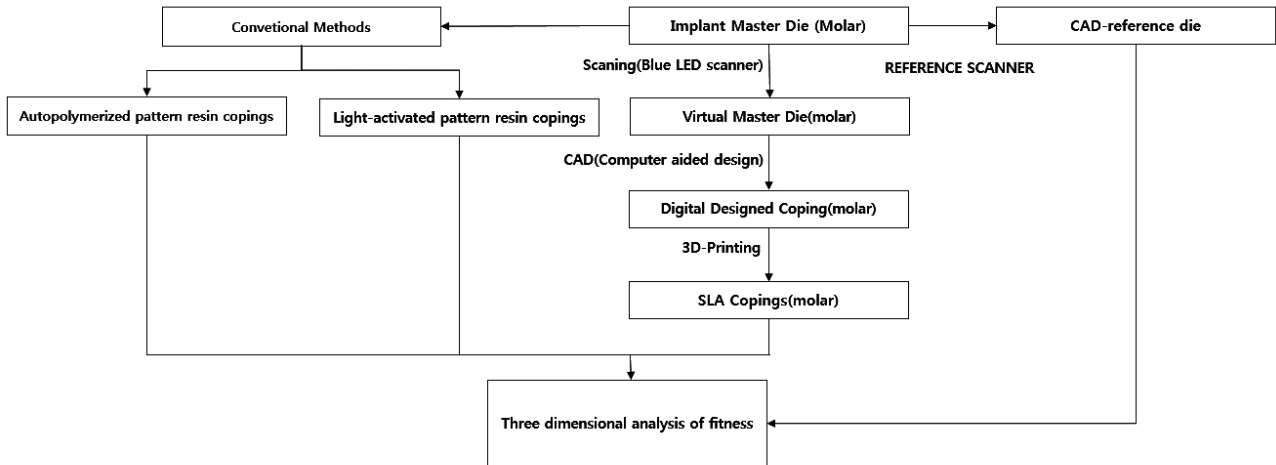 Convetional Methods
Implant Master Die (Molar)
CAD-reference die
Scaning(Blue LED scanner)
REFERENCE SCANNER
Autopolymerized pattern resin copings
Light-activated pattern resin copings
Virtual Master Die(molar)
CAD(Computer aided design)
Digital Designed Coping(molar)
3D-Printing
SLA Copings(molar)
Three dimensional analysis of fitness